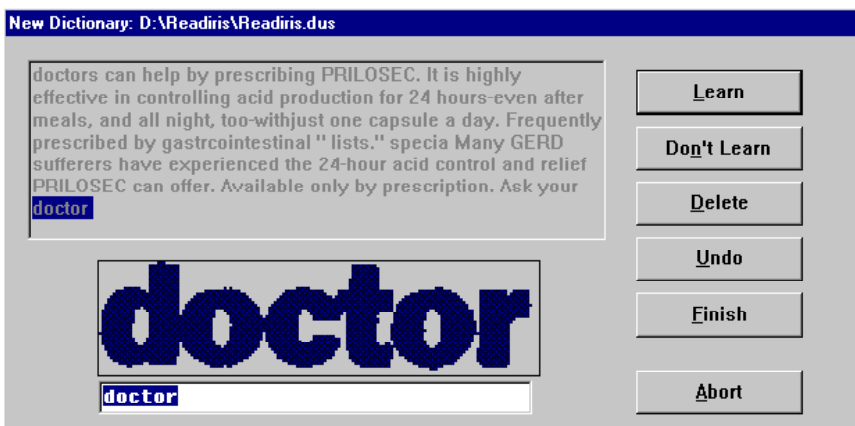 New Dictionary: D:\Readiris\Readiris.dus
doctors can help by prescribing PRILOSEC. It is highly
effective in controlling acid production for 24 hours-even after
meals, and all night, too-withjust one capsule a day. Frequently
prescribed by gastrcointestinal " lists." specia Many GERD
sufferers have experienced the 24-hour acid control and relief
PRILOSEC can offer. Available only by prescription. Ask your
doctor
doctor
doctor
Learn
Don't Learn
Delete
Undo
Finish
Abort